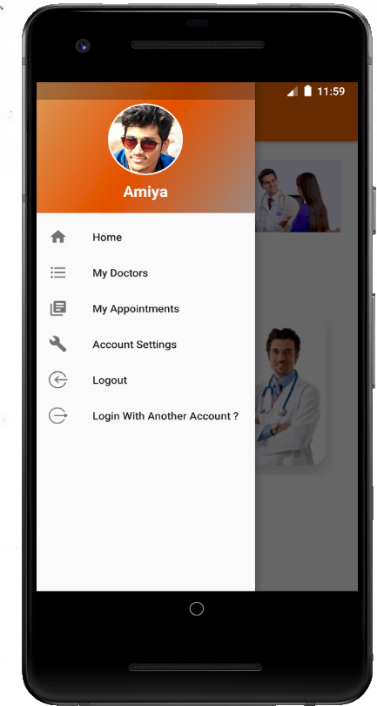 11:59
Amiya
Home
My Doctors
My Appointments
Account Settings
Logout
Login With Another Account ?